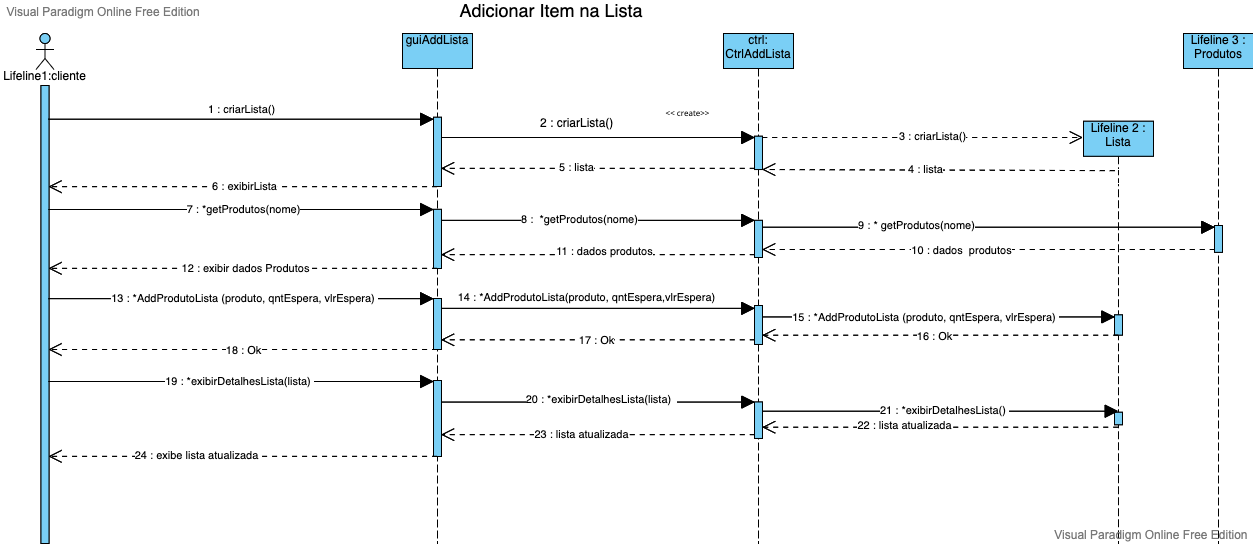 Visual Paradigm Online Free Edition
Adicionar Item na Lista
Lifeline1:cliente
guiAddLista
ctrl:
CtrlAddLista
Lifeline 3 :
Produtos
1 : criarLista()
2 : criarLista()
<< create>>
3 : criarLista()
Lifeline 2 :
Lista
4 : lista
5 : lista
6 : exibirLista
7 : *getProdutos(nome)
8 : *getProdutos(nome)
9 : * getProdutos(nome)
10 : dados produtos
11 : dados produtos.
12 : exibir dados Produtos
13 : *AddProdutoLista (produto, qntEspera, vlrEspera)
14 : *AddProdutoLista(produto, qntEspera,vlrEspera)
15 : *AddProdutoLista (produto, qntEspera, vlrEspera)
16 : Ok
17 : Ok
18 : Ok
19 : *exibirDetalhesLista(lista)
20 : *exibirDetalhesLista(lista)
21 : *exibirDetalhesLista()
22 : lista atualizada
23 : lista atualizada
24 : exibe lista atualizada
Visual Paradigm Online Free Edition